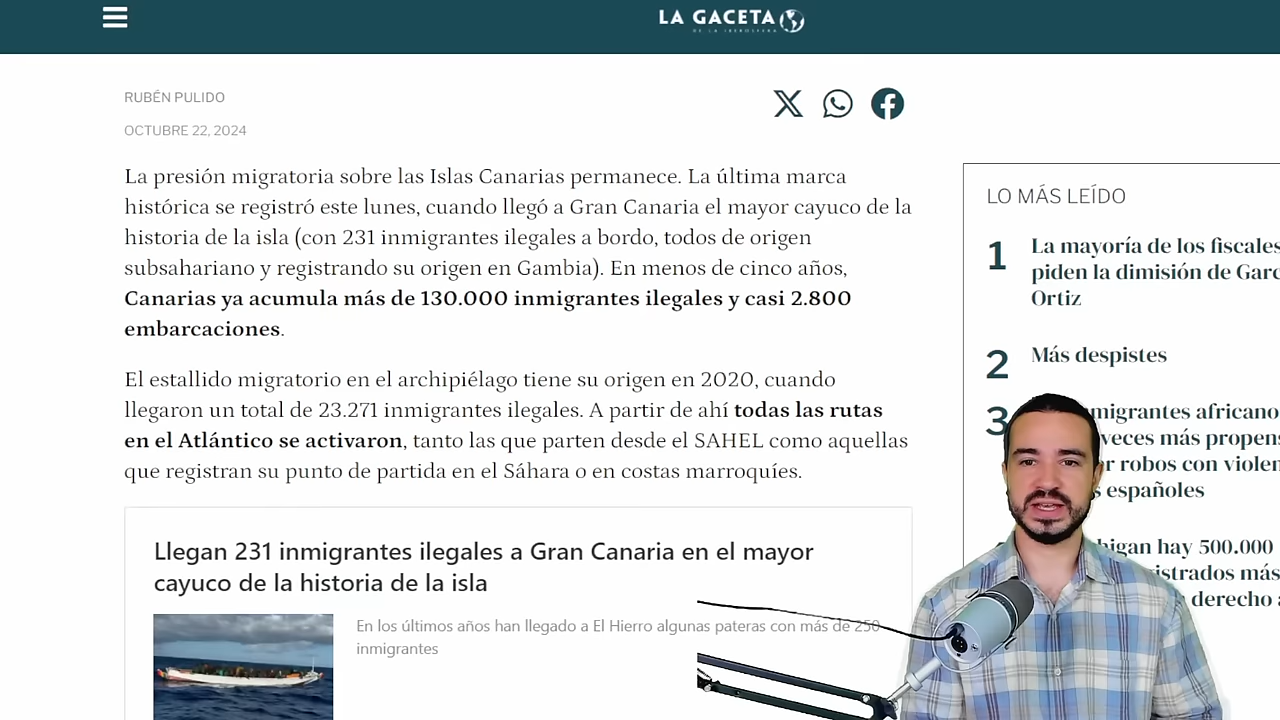 LA GACETA
DE LA IBEROSFERA
RUBÉN PULIDO
OCTUBRE 22, 2024
La presión migratoria sobre las Islas Canarias permanece. La última marca
histórica se registró este lunes, cuando llegó a Gran Canaria el mayor cayuco de la
historia de la isla (con 231 inmigrantes ilegales a bordo, todos de origen
subsahariano y registrando su origen en Gambia). En menos de cinco años,
Canarias ya acumula más de 130.000 inmigrantes ilegales y casi 2.800
embarcaciones.
El estallido migratorio en el archipiélago tiene su origen en 2020, cuando
llegaron un total de 23.271 inmigrantes ilegales. A partir de ahí todas las rutas
en el Atlántico se activaron, tanto las que parten desde el SAHEL como aquellas
que registran su punto de partida en el Sáhara o en costas marroquíes.
Llegan 231 inmigrantes ilegales a Gran Canaria en el mayor
cayuco de la historia de la isla
En los últimos años han llegado a El Hierro algunas pateras con más de 250
inmigrantes
LO MÁS LEÍDO
1
La mayoría de los fiscales
piden la dimisión de
Ortiz
2
Más despistes
3
veces más
robos con
españoles
hay 500.000
más
derecho